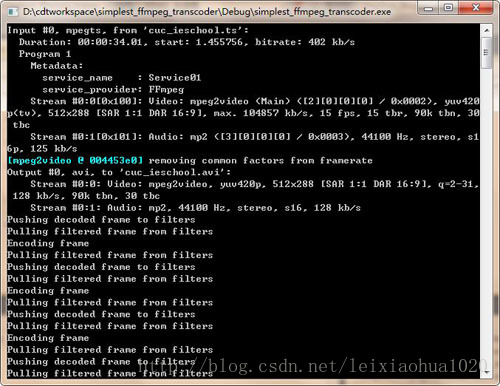 D:\cdtworkspace\simplest_ffmpeg_transcoder\Debug\simplest_ffmpeg_transcoder.exe
Input #0, mpegts, from 'cuc_ieschool.ts':
  Duration: 00:00:34.01, start: 1.455756, bitrate: 402 kb/s
  Program 1
    Metadata:
      service_name    : Service01
      service_provider: FFmpeg
    Stream #0:0[0x100]: Video: mpeg2video (Main) ([2][0][0][0] / 0x0002), yuv420
p(tv), 512x288 [SAR 1:1 DAR 16:9], max. 104857 kb/s, 15 fps, 15 tbr, 90k tbn, 30
 tbc
    Stream #0:1[0x101]: Audio: mp2 ([3][0][0][0] / 0x0003), 44100 Hz, stereo, s1
6p, 125 kb/s
[mpeg2video @ 004453e0] removing common factors from framerate
Output #0, avi, to 'cuc_ieschool.avi':
    Stream #0:0: Video: mpeg2video, yuv420p, 512x288 [SAR 1:1 DAR 16:9], q=2-31,
 128 kb/s, 90k tbn, 30 tbc
    Stream #0:1: Audio: mp2, 44100 Hz, stereo, s16, 128 kb/s
Pushing decoded frame to filters
Pulling filtered frame from filters
Encoding frame
Pulling filtered frame from filters
Pushing decoded frame to filters
Pulling filtered frame from filters
Encoding frame
Pulling filtered frame from filters
Pushing decoded frame to filters
Pulling filtered frame from filters
Encoding frame
Pulling filtered frame from filters
Pushing decoded frame to filters
Pulling filtered frame from filters
http://blog.csdn.net/leixiaohua1020